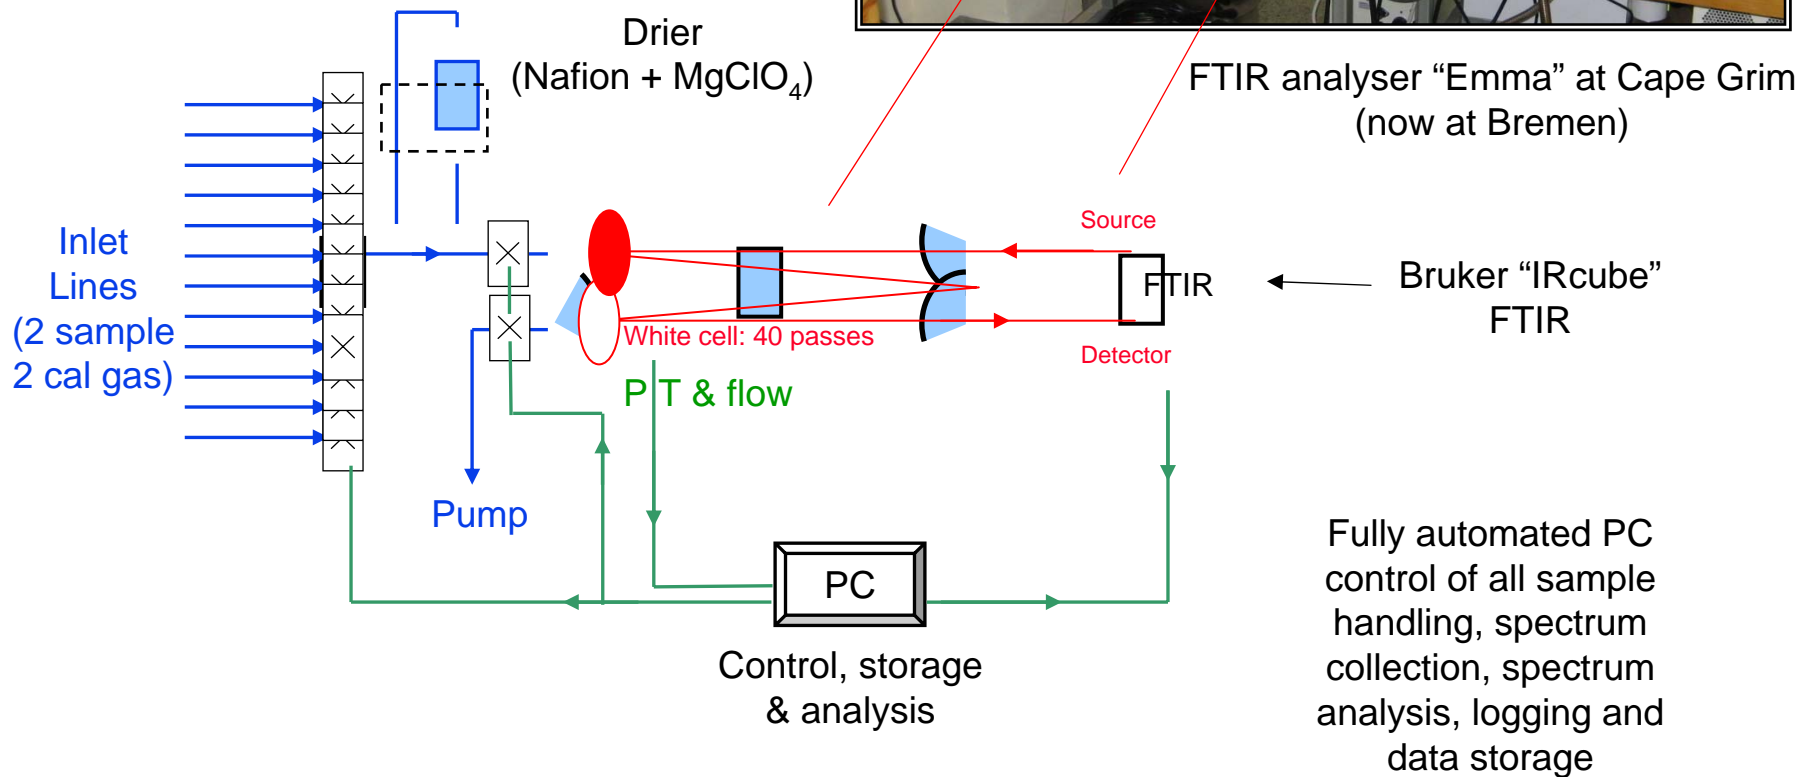 Drier
(Nafion + MgClO4)
FTIR analyser “Emma” at Cape Grim
(now at Bremen)
Inlet
Lines
(2 sample
2 cal gas)
Source
FTIR
Bruker “IRcube”
FTIR
White cell: 40 passes
Detector
P T & flow
Pump
PC
Control, storage
& analysis
Fully automated PC
control of all sample
handling, spectrum
collection, spectrum
analysis, logging and
data storage